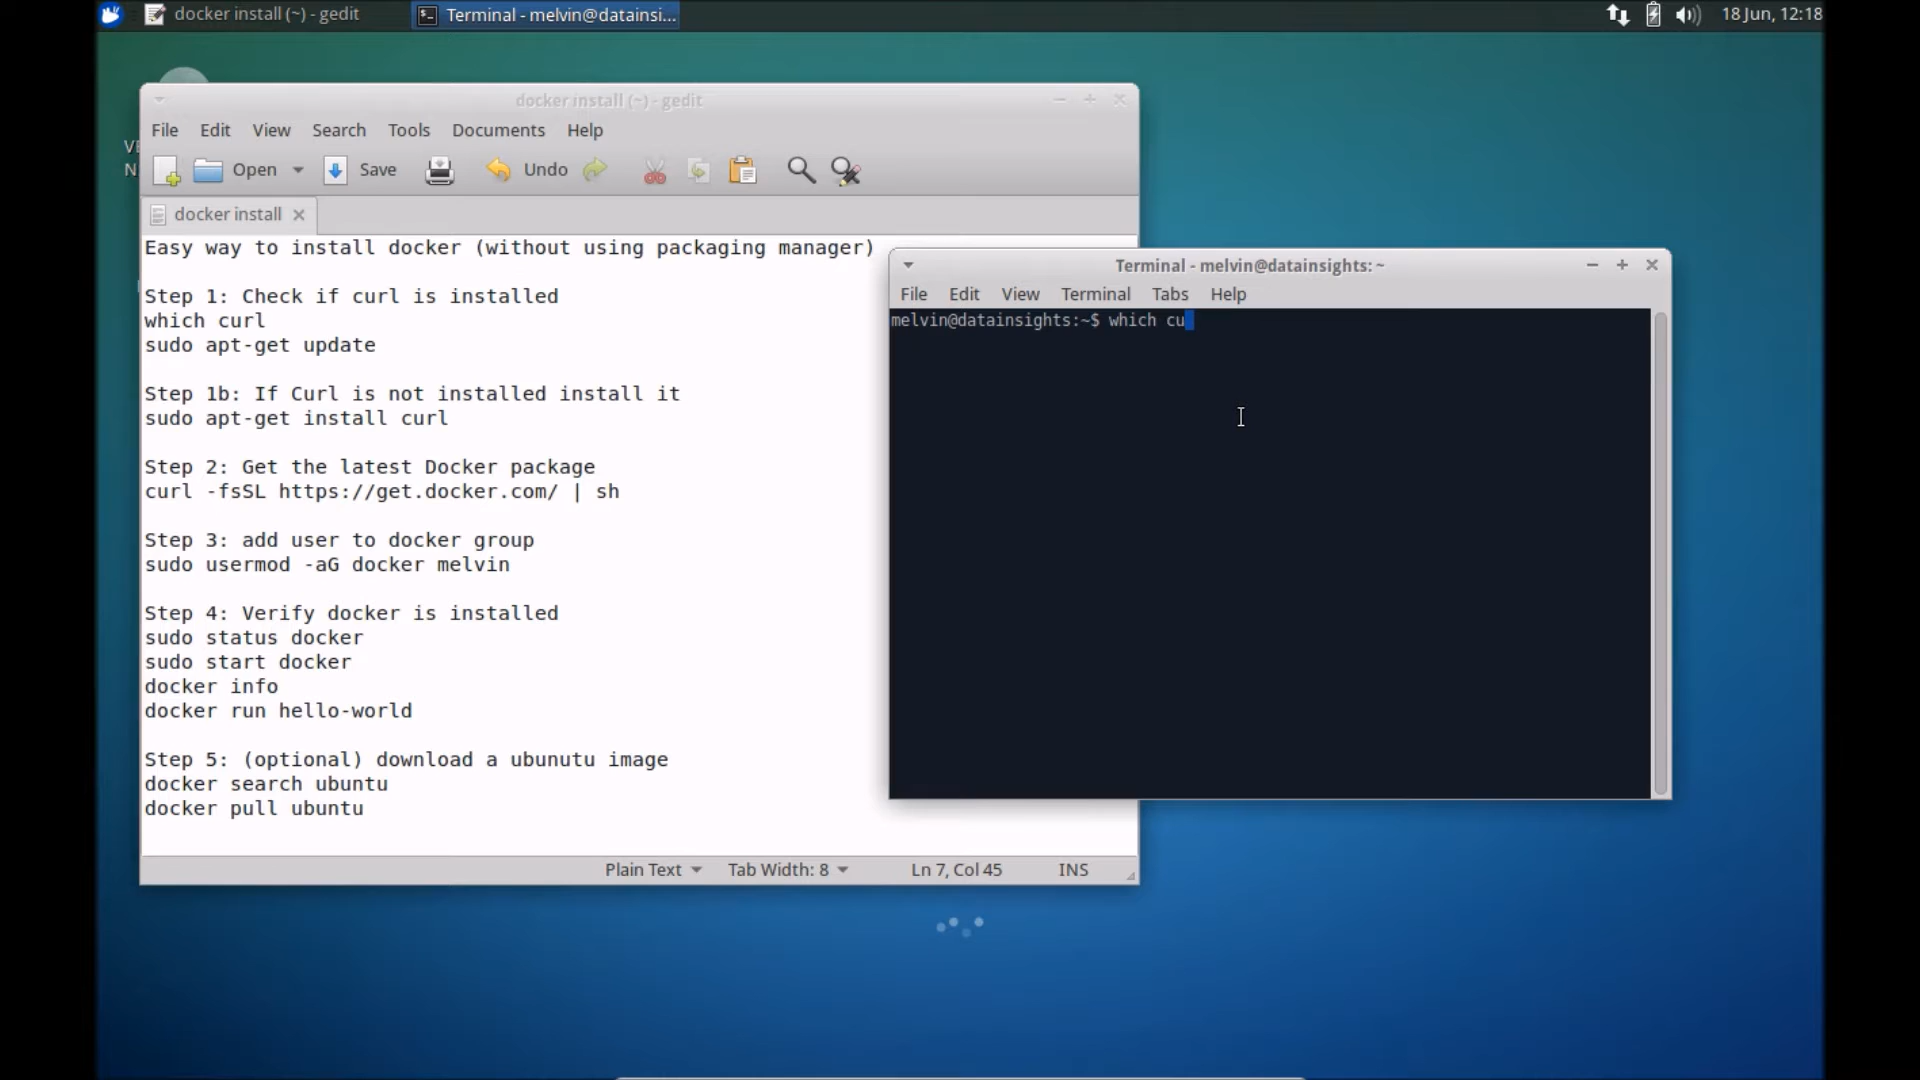 docker install (~) - gedit
Terminal - melvin@datainsi...
18 Jun, 12:18
docker install (~) - gedit
File Edit View Search Tools Documents Help
Open Save Undo
docker install
Easy way to install docker (without using packaging manager)
Step 1: Check if curl is installed
which curl
sudo apt-get update
Step 1b: If Curl is not installed install it
sudo apt-get install curl
Step 2: Get the latest Docker package
curl -fsSL https://get.docker.com/ | sh
Step 3: add user to docker group
sudo usermod -aG docker melvin
Step 4: Verify docker is installed
sudo status docker
sudo start docker
docker info
docker run hello-world
Step 5: (optional) download a ubunutu image
docker search ubuntu
docker pull ubuntu
Plain Text Tab Width: 8 Ln 7, Col 45 INS
Terminal - melvin@datainsights: ~
File Edit View Terminal Tabs Help
melvin@datainsights:~$ which cu